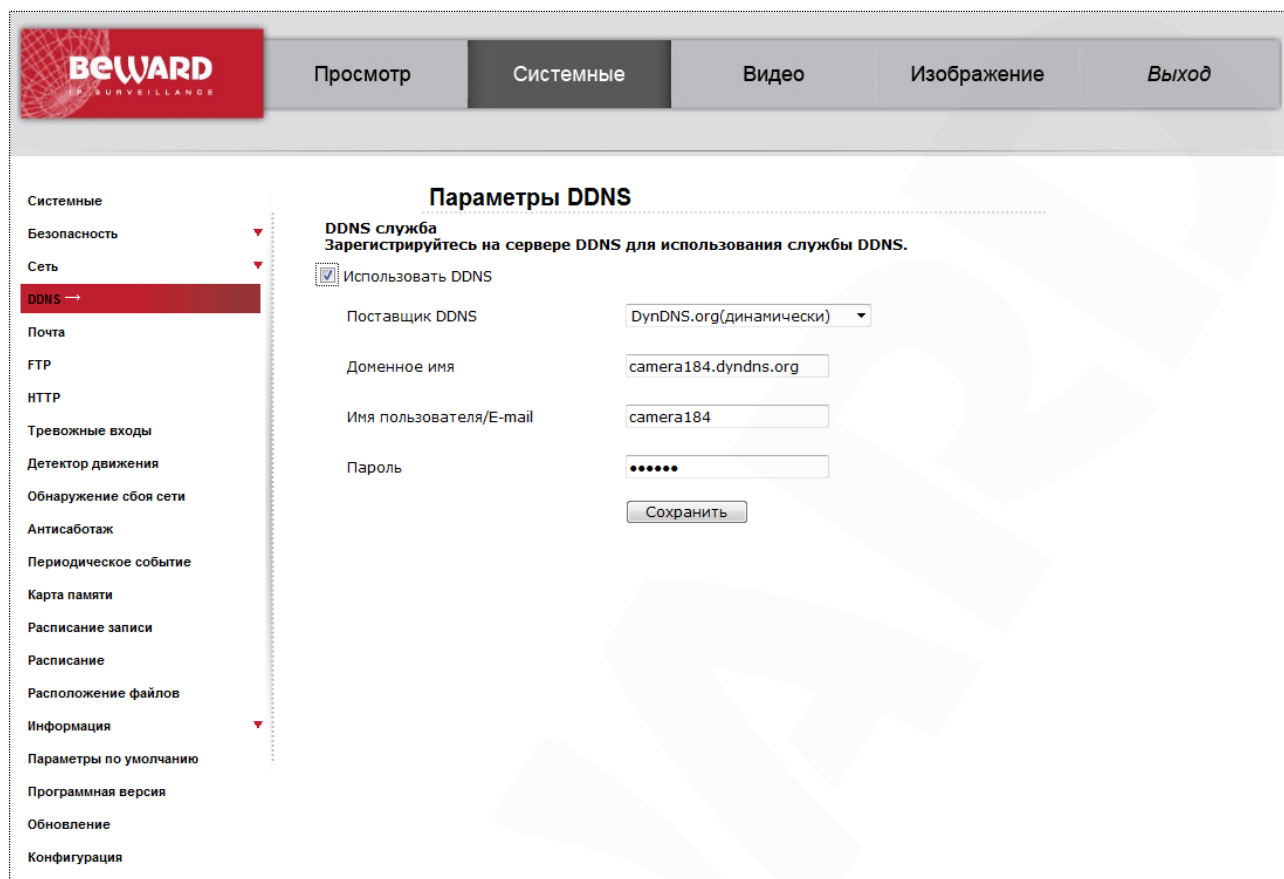 BEWARD
IP SURVEILLANCE
Просмотр
Системные
Видео
Изображение
Выход
Системные
Безопасность
Сеть
DDNS →
Почта
FTP
HTTP
Тревожные входы
Детектор движения
Обнаружение сбоя сети
Антисаботаж
Периодическое событие
Карта памяти
Расписание записи
Расписание
Расположение файлов
Информация
Параметры по умолчанию
Программная версия
Обновление
Конфигурация
Параметры DDNS
DDNS служба
Зарегистрируйтесь на сервере DDNS для использования службы DDNS.
Использовать DDNS
Поставщик DDNS
DynDNS.org(динамически)
Доменное имя
camera184.dyndns.org
Имя пользователя/E-mail
camera184
Пароль
••••••
Сохранить